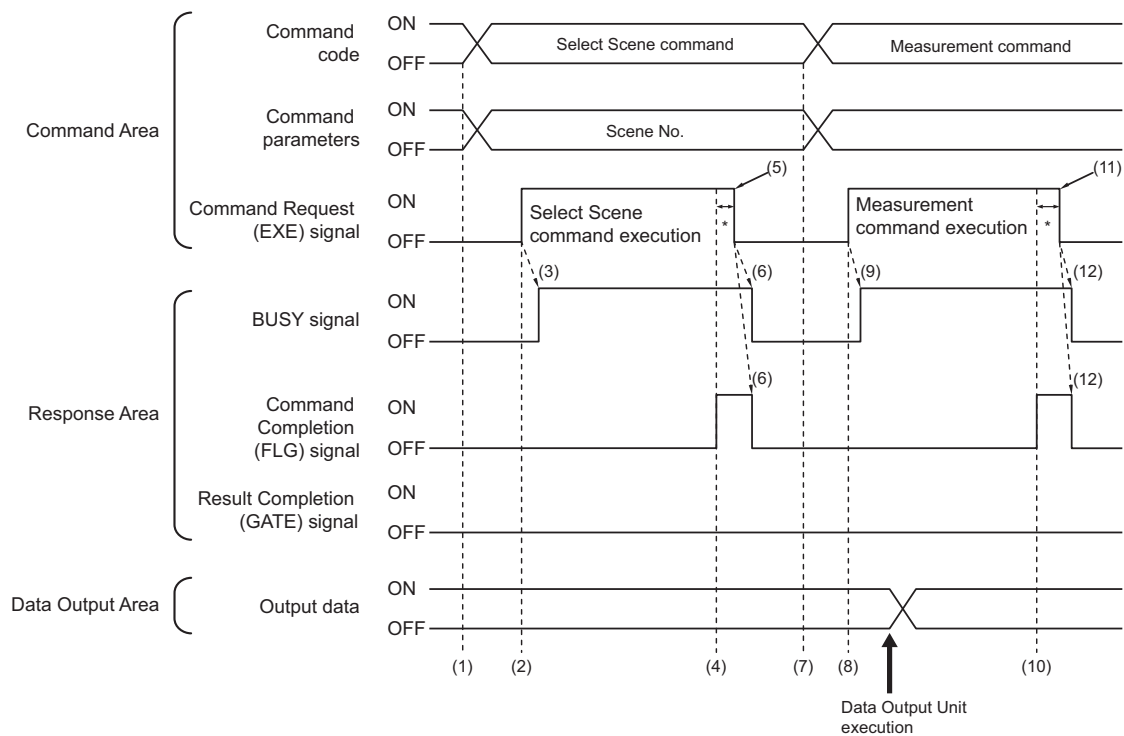 Command Area
Command
code
ON
OFF
Select Scene command
Measurement command
Command
parameters
ON
OFF
Scene No.
Command Request
(EXE) signal
ON
OFF
Select Scene
command execution
*
(5)
Measurement
command execution
*
(11)
Response Area
BUSY signal
ON
OFF
(3)
(6)
(9)
(12)
Command
Completion
(FLG) signal
ON
OFF
(6)
(12)
Result Completion
(GATE) signal
ON
OFF
Data Output Area
Output data
ON
OFF
(1)
(2)
(4)
(7)
(8)
(10)
Data Output Unit
execution